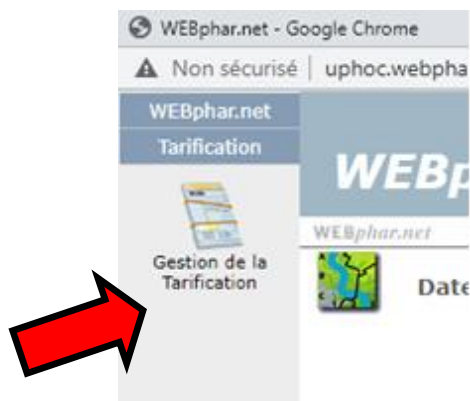 WEBphar.net - Google Chrome
Non sécurisé | uphoc.webpha
WEBphar.net
Tarification
WEBp
WEBphar.net
Gestion de la
Tarification
Date